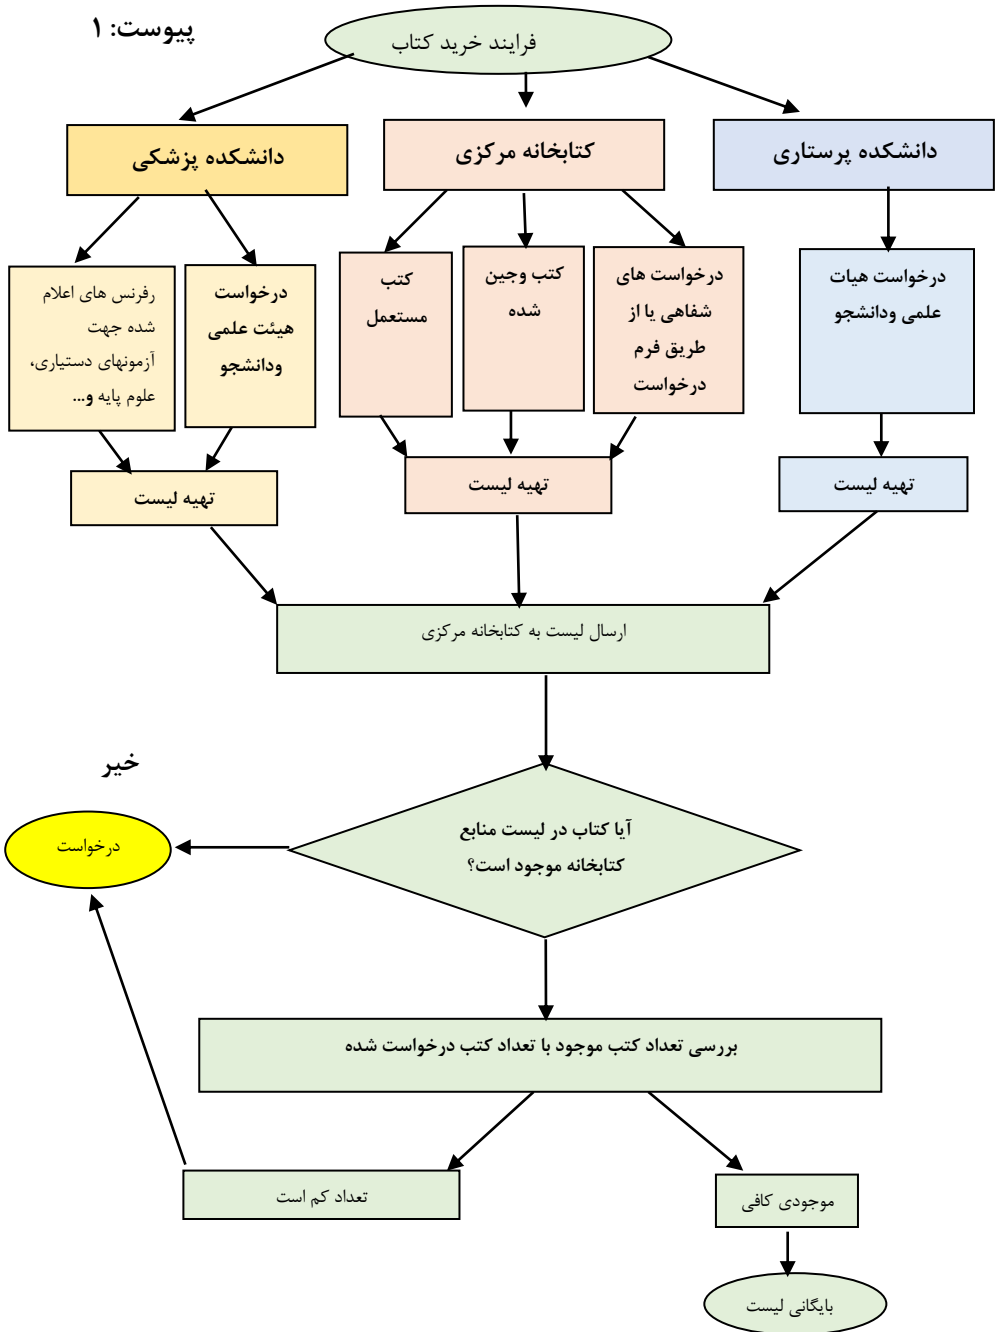 پیوست: ۱
فرایند خرید کتاب
دانشکده پرستاری
کتابخانه مرکزی
دانشکده پزشکی
درخواست هیات
علمی ودانشجو
درخواست های
شفاهی یا از
طریق فرم
درخواست
کتب وجین
شده
کتب
مستعمل
درخواست
هیئت علمی
ودانشجو
رفرنس های اعلام
شده جهت
آزمونهای دستیاری،
علوم پایه و...
تهیه لیست
تهیه لیست
تهیه لیست
ارسال لیست به کتابخانه مرکزی
خیر
آیا کتاب در لیست منابع
کتابخانه موجود است؟
درخواست
بررسی تعداد کتب موجود با تعداد کتب درخواست شده
موجودی کافی
تعداد کم است
بایگانی لیست